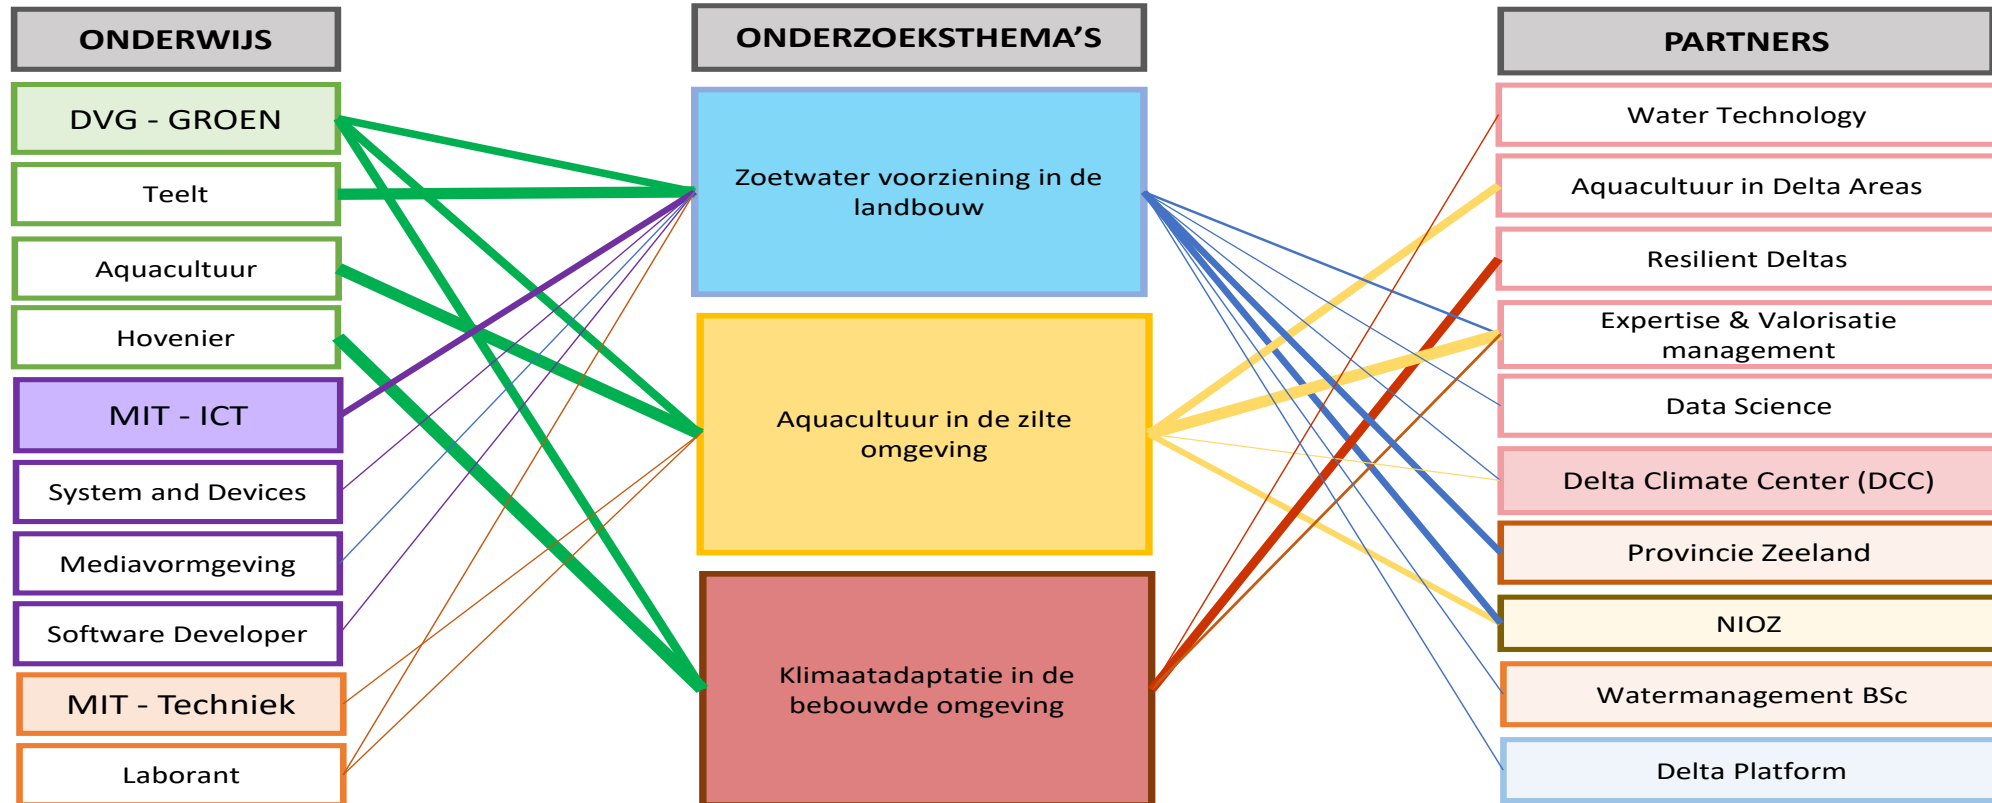 ONDERWIJS
DVG - GROEN
Teelt
Aquacultuur
Hovenier
MIT - ICT
System and Devices
Mediavormgeving
Software Developer
MIT - Techniek
Laborant
ONDERZOEKSTHEMA’S
Zoetwater voorziening in de
landbouw
Aquacultuur in de zilte
omgeving
Klimaatadaptatie in de
bebouwde omgeving
PARTNERS
Water Technology
Aquacultuur in Delta Areas
Resilient Deltas
Expertise & Valorisatie
management
Data Science
Delta Climate Center (DCC)
Provincie Zeeland
NIOZ
Watermanagement BSc
Delta Platform